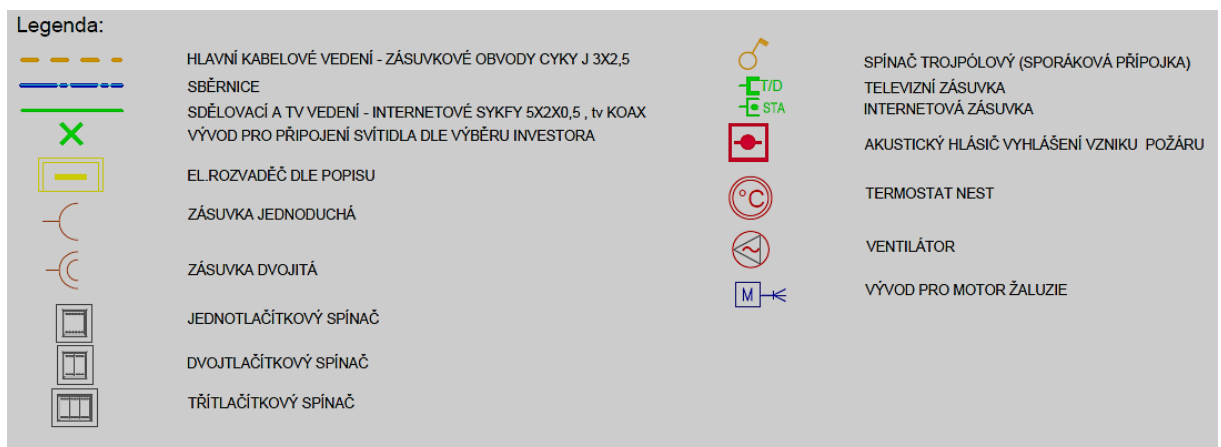 Legenda:
HLAVNÍ KABELOVÉ VEDENÍ - ZÁSUVKOVÉ OBVODY CYKY J 3X2,5
SBĚRNICE
SDĚLOVACÍ A TV VEDENÍ - INTERNETOVÉ SYKFY 5X2X0,5 , tv KOAX
VÝVOD PRO PŘIPOJENÍ SVÍTIDLA DLE VÝBĚRU INVESTORA
EL.ROZVADĚČ DLE POPISU
ZÁSUVKA JEDNODUCHÁ
ZÁSUVKA DVOJITÁ
JEDNOTLAČÍTKOVÝ SPÍNAČ
DVOJTLAČÍTKOVÝ SPÍNAČ
TŘÍTLAČÍTKOVÝ SPÍNAČ
SPÍNAČ TROJPÓLOVÝ (SPORÁKOVÁ PŘÍPOJKA)
T/D TELEVIZNÍ ZÁSUVKA
STA INTERNETOVÁ ZÁSUVKA
AKUSTICKÝ HLÁSIČ VYHLÁŠENÍ VZNIKU POŽÁRU
°C TERMOSTAT NEST
VENTILÁTOR
M VÝVOD PRO MOTOR ŽALUZIE